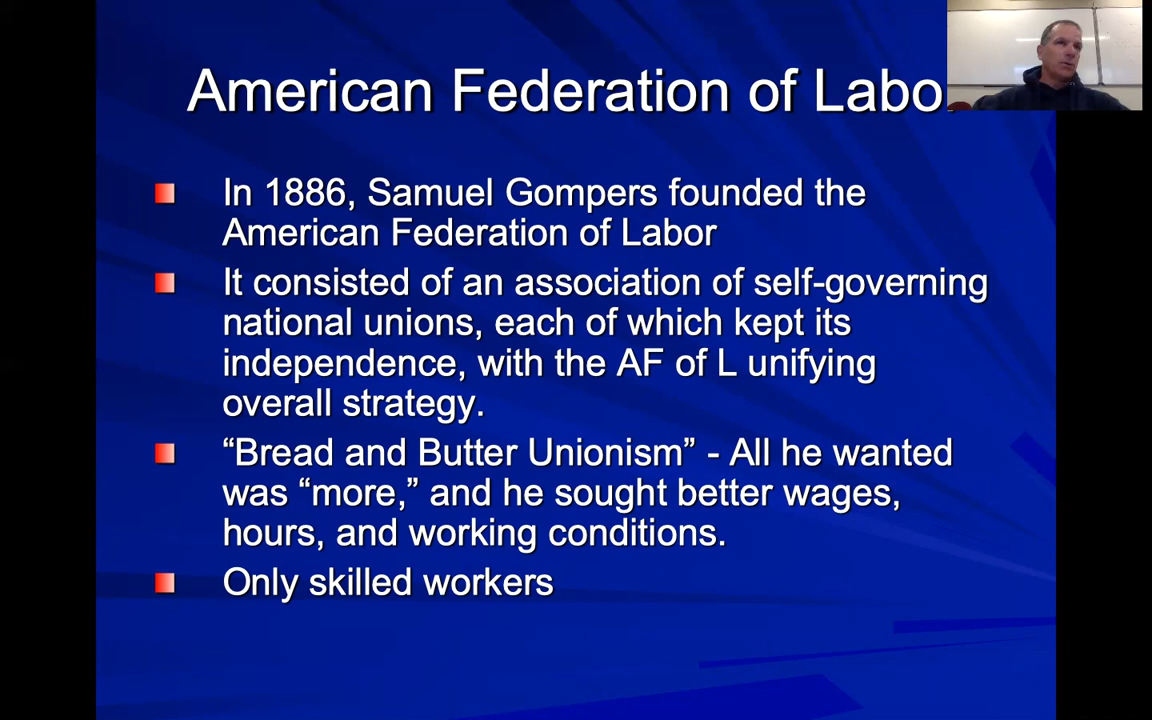 American Federation of Labo
In 1886, Samuel Gompers founded the
American Federation of Labor
It consisted of an association of self-governing
national unions, each of which kept its
independence, with the AF of L unifying
overall strategy.
“Bread and Butter Unionism” - All he wanted
was “more,” and he sought better wages,
hours, and working conditions.
Only skilled workers